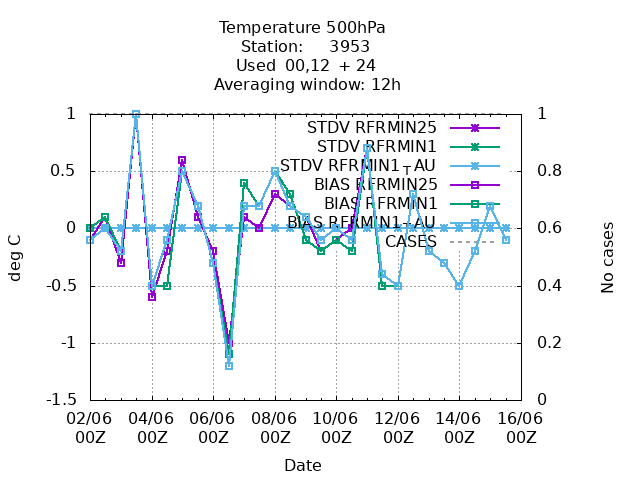 Temperature 500hPa
Station: 3953
Used 00,12 + 24
Averaging window: 12h
1
0.5
0
-0.5
-1
-1.5
deg C
STDV RFRMIN25
STDV RFRMIN1
STDV RFRMIN1_AU
BIAS RFRMIN25
BIAS RFRMIN1
BIAS RFRMIN1_AU
CASES
1
0.8
0.6
0.4
0.2
0
No cases
02/06 04/06 06/06 08/06 10/06 12/06 14/06 16/06
00Z 00Z 00Z 00Z 00Z 00Z 00Z 00Z
Date